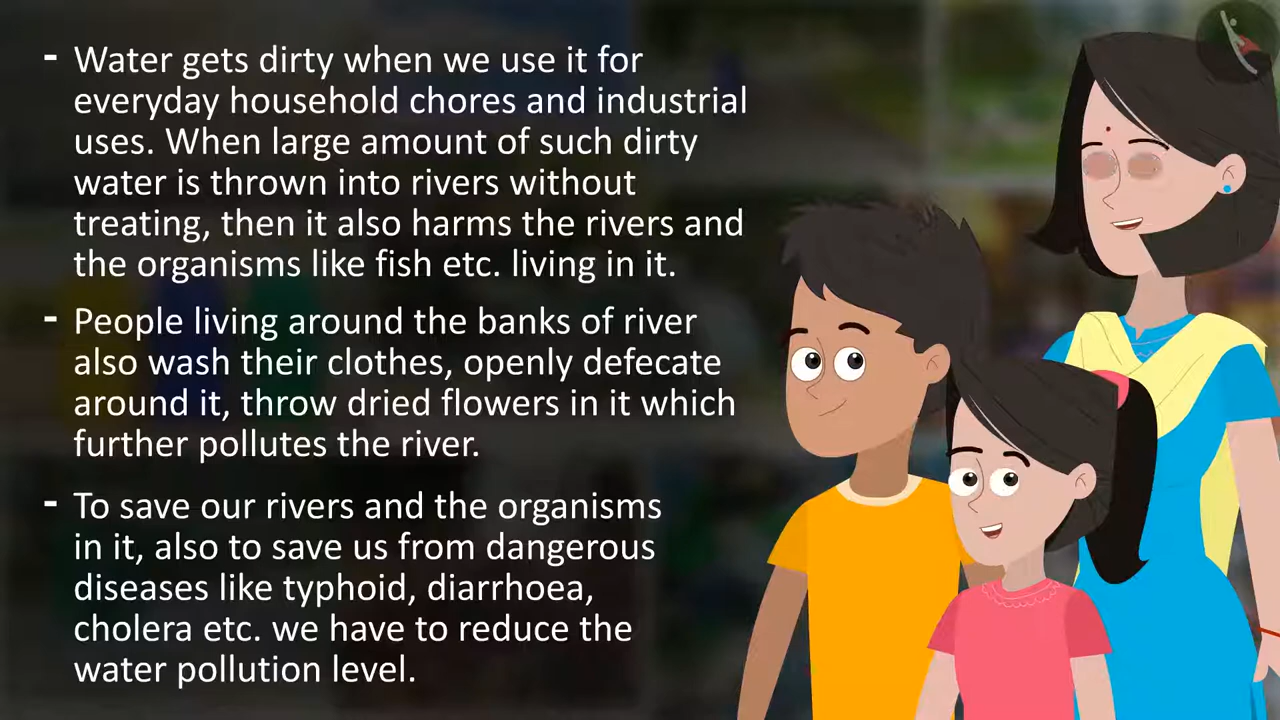 - Water gets dirty when we use it for
everyday household chores and industrial
uses. When large amount of such dirty
water is thrown into rivers without
treating, then it also harms the rivers and
the organisms like fish etc. living in it.
- People living around the banks of river
also wash their clothes, openly defecate
around it, throw dried flowers in it which
further pollutes the river.
- To save our rivers and the organisms
in it, also to save us from dangerous
diseases like typhoid, diarrhoea,
cholera etc. we have to reduce the
water pollution level.